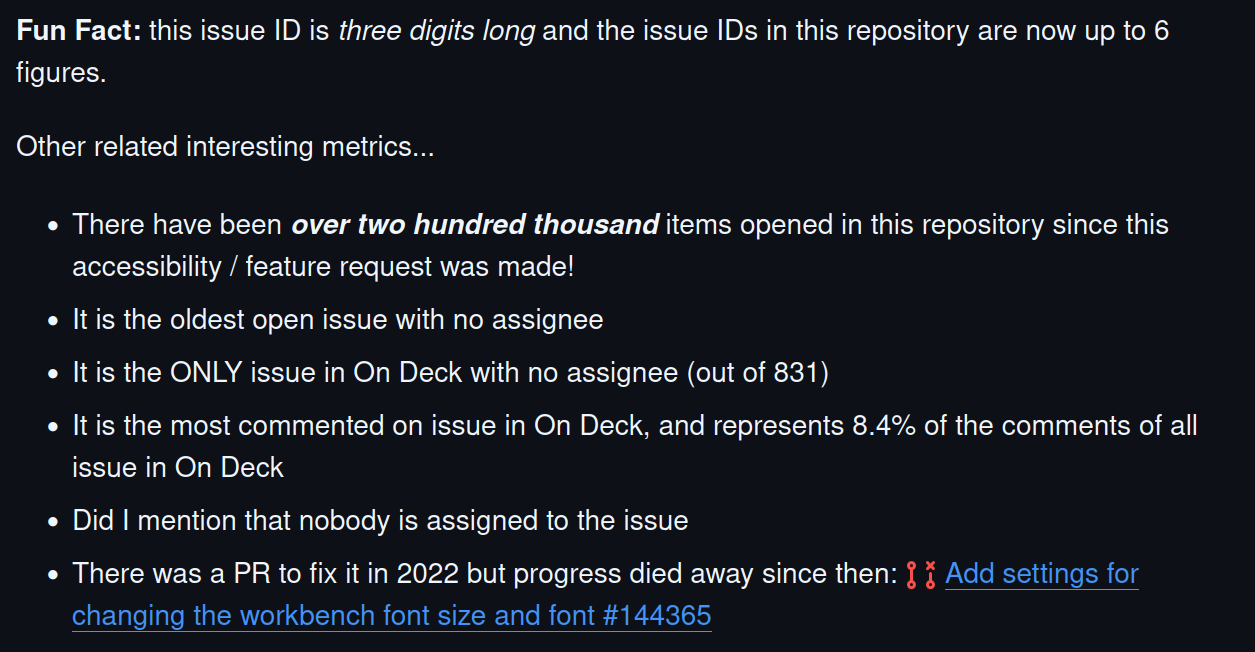 Fun Fact: this issue ID is three digits long and the issue IDs in this repository are now up to 6
figures.
Other related interesting metrics...
• There have been over two hundred thousand items opened in this repository since this
accessibility / feature request was made!
• It is the oldest open issue with no assignee
• It is the ONLY issue in On Deck with no assignee (out of 831)
• It is the most commented on issue in On Deck, and represents 8.4% of the comments of all
issue in On Deck
• Did I mention that nobody is assigned to the issue
• There was a PR to fix it in 2022 but progress died away since then: Add settings for
changing the workbench font size and font #144365